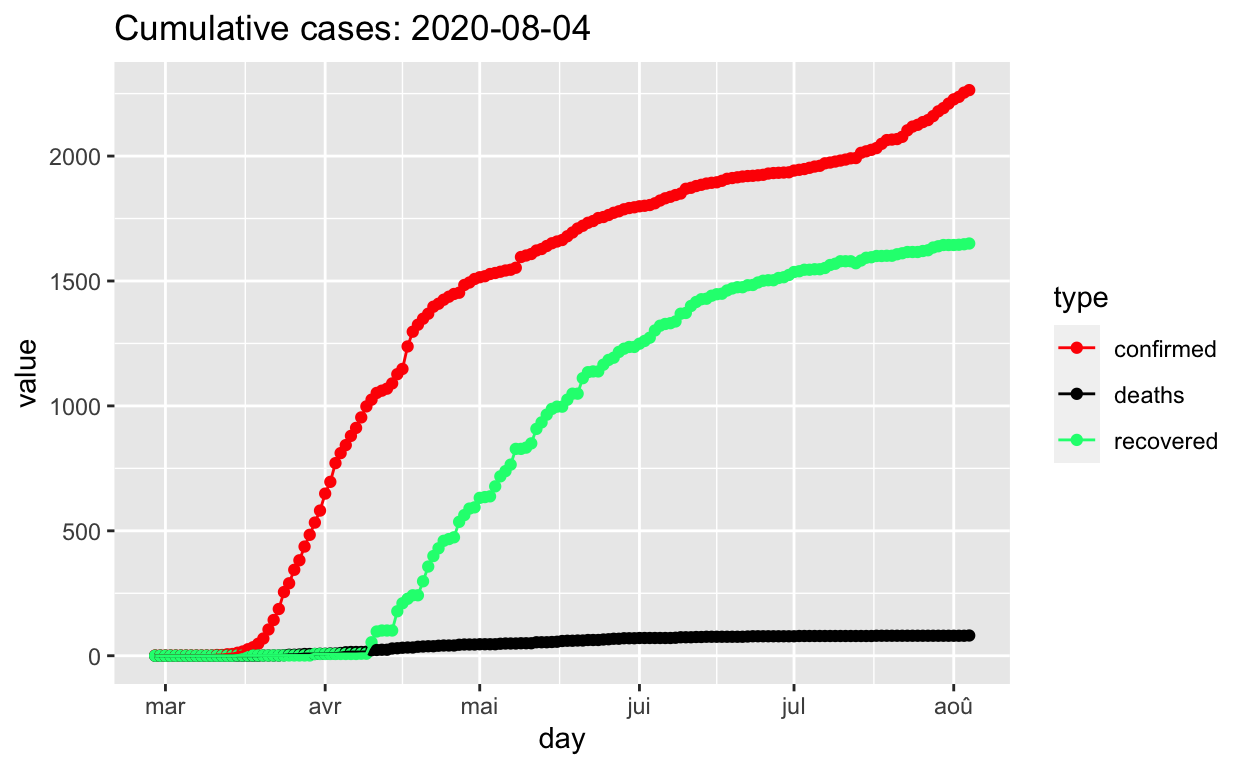 Cumulative cases: 2020-08-04
value
2000
1500
1000
500
0
mar avr mai jui jul aoû
day
type
confirmed
deaths
recovered